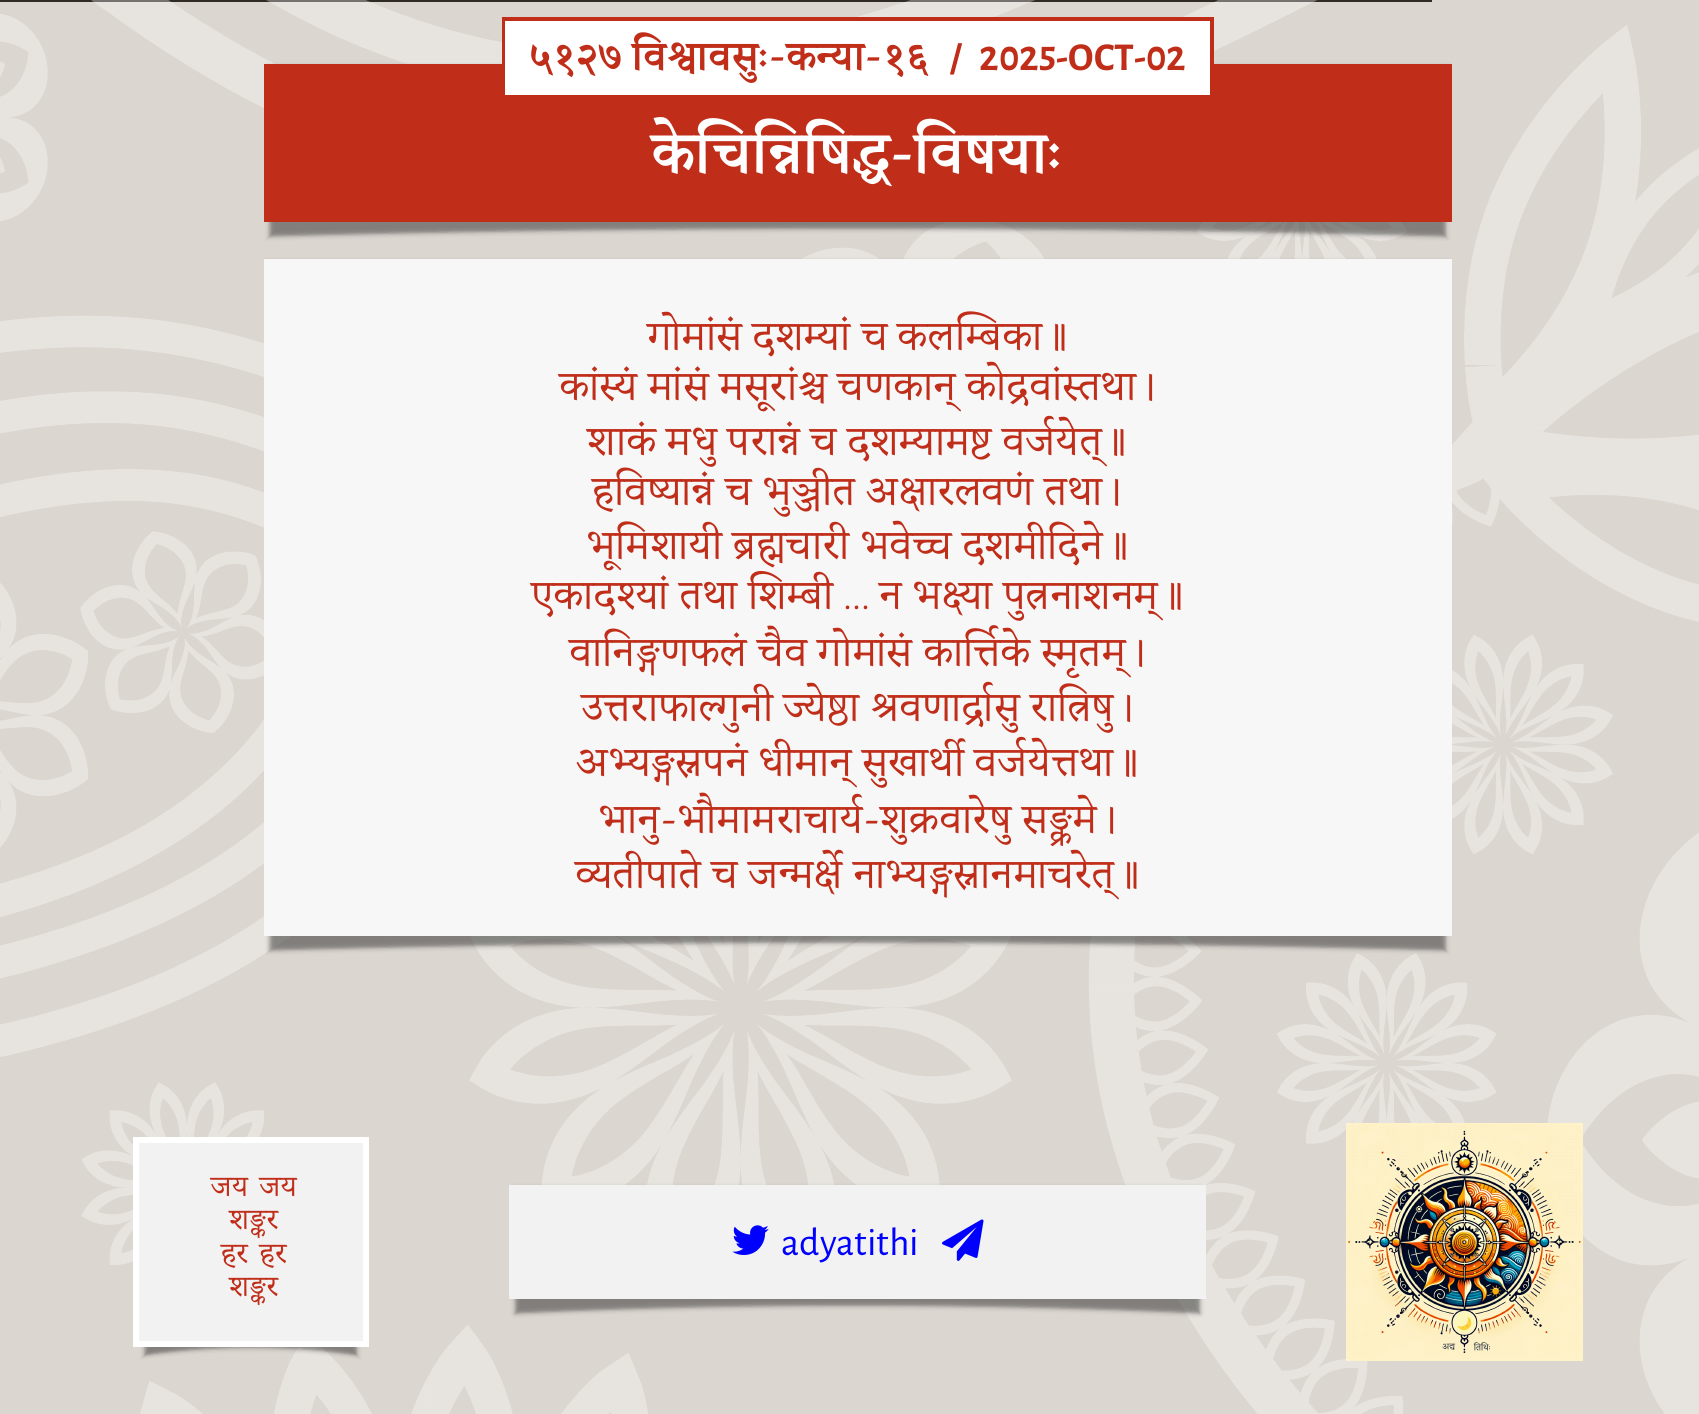 ५१२७ विश्वावसुः-कन्या-१६ / 2025-OCT-02
केचिन्निषिद्ध-विषयाः
गोमांसं दशम्यां च कलम्बिका॥
कांस्यं मांसं मसूरांश्च चणकान् कोद्रवांस्तथा।
शाकं मधु परान्नं च दशम्यामष्ट वर्जयेत्॥
हविष्यान्नं च भुञ्जीत अक्षारलवणं तथा।
भूमिशायी ब्रह्मचारी भवेच्च दशमीदिने॥
एकादश्यां तथा शिम्बी ... न भक्ष्या पुत्रनाशनम्॥
वानिङ्गणफलं चैव गोमांसं कार्त्तिके स्मृतम्।
उत्तराफाल्गुनी ज्येष्ठा श्रवणार्द्रासु रात्रिषु।
अभ्यङ्गस्नपनं धीमान् सुखार्थी वर्जयेत्तथा॥
भानु-भौमामराचार्य-शुक्रवारेषु सङ्क्रमे।
व्यतीपाते च जन्मर्क्षे नाभ्यङ्गस्नानमाचरेत्॥
जय जय
शङ्कर
हर हर
शङ्कर
adyatithi
अद्य तिथिः